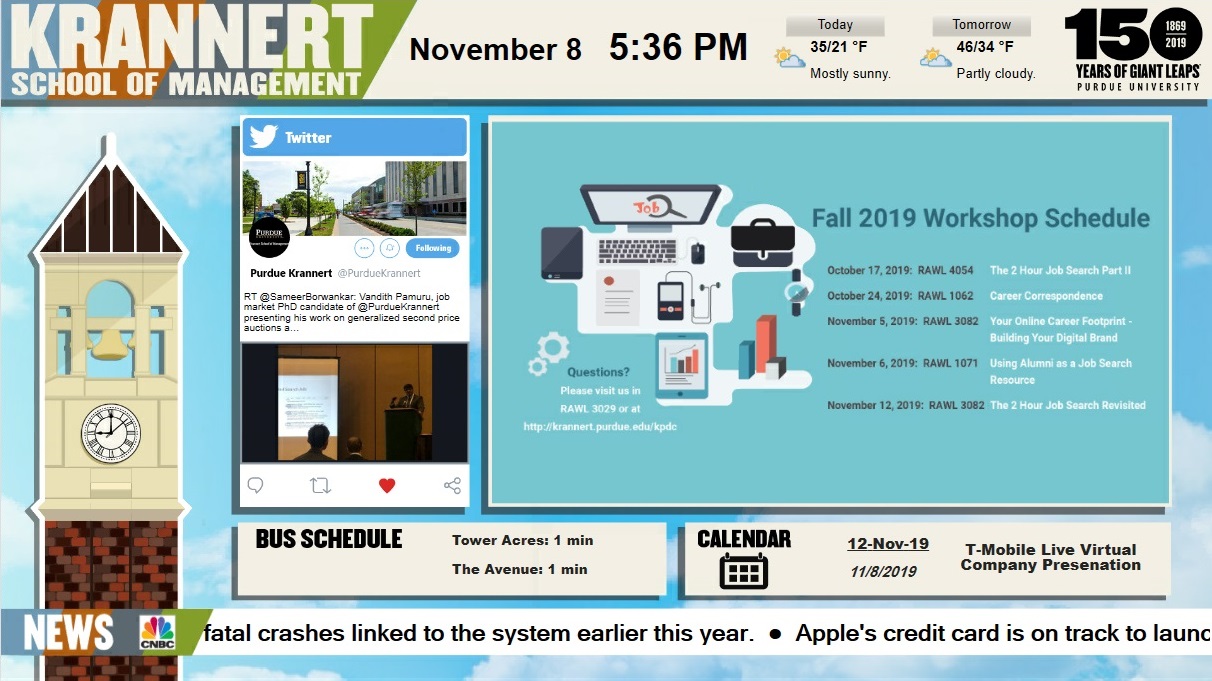 KRANNERT
SCHOOL OF MANAGEMENT
November 8 5:36 PM
Today
35/21 °F
Mostly sunny.
Tomorrow
46/34 °F
Partly cloudy.
150
1869
2019
YEARS OF GIANT LEAPS
PURDUE UNIVERSITY
Twitter
PURDUE
Following
Purdue Krannert @PurdueKrannert
RT @SameerBorwankar: Vandith Pamuru, job
market PhD candidate of @PurdueKrannert
presenting his work on generalized second price
auctions a…
Job
Fall 2019 Workshop Schedule
October 17, 2019: RAWL 4054 The 2 Hour Job Search Part II
October 24, 2019: RAWL 1062 Career Correspondence
November 5, 2019: RAWL 3082 Your Online Career Footprint -
Building Your Digital Brand
November 6, 2019: RAWL 1071 Using Alumni as a Job Search
Resource
November 12, 2019: RAWL 3082 The 2 Hour Job Search Revisited
Questions?
Please visit us in
RAWL 3029 or at
http://krannert.purdue.edu/kpdc
BUS SCHEDULE
Tower Acres: 1 min
The Avenue: 1 min
CALENDAR
12-Nov-19
11/8/2019
T-Mobile Live Virtual
Company Presenation
NEWS
CNBC
fatal crashes linked to the system earlier this year. ● Apple's credit card is on track to launc